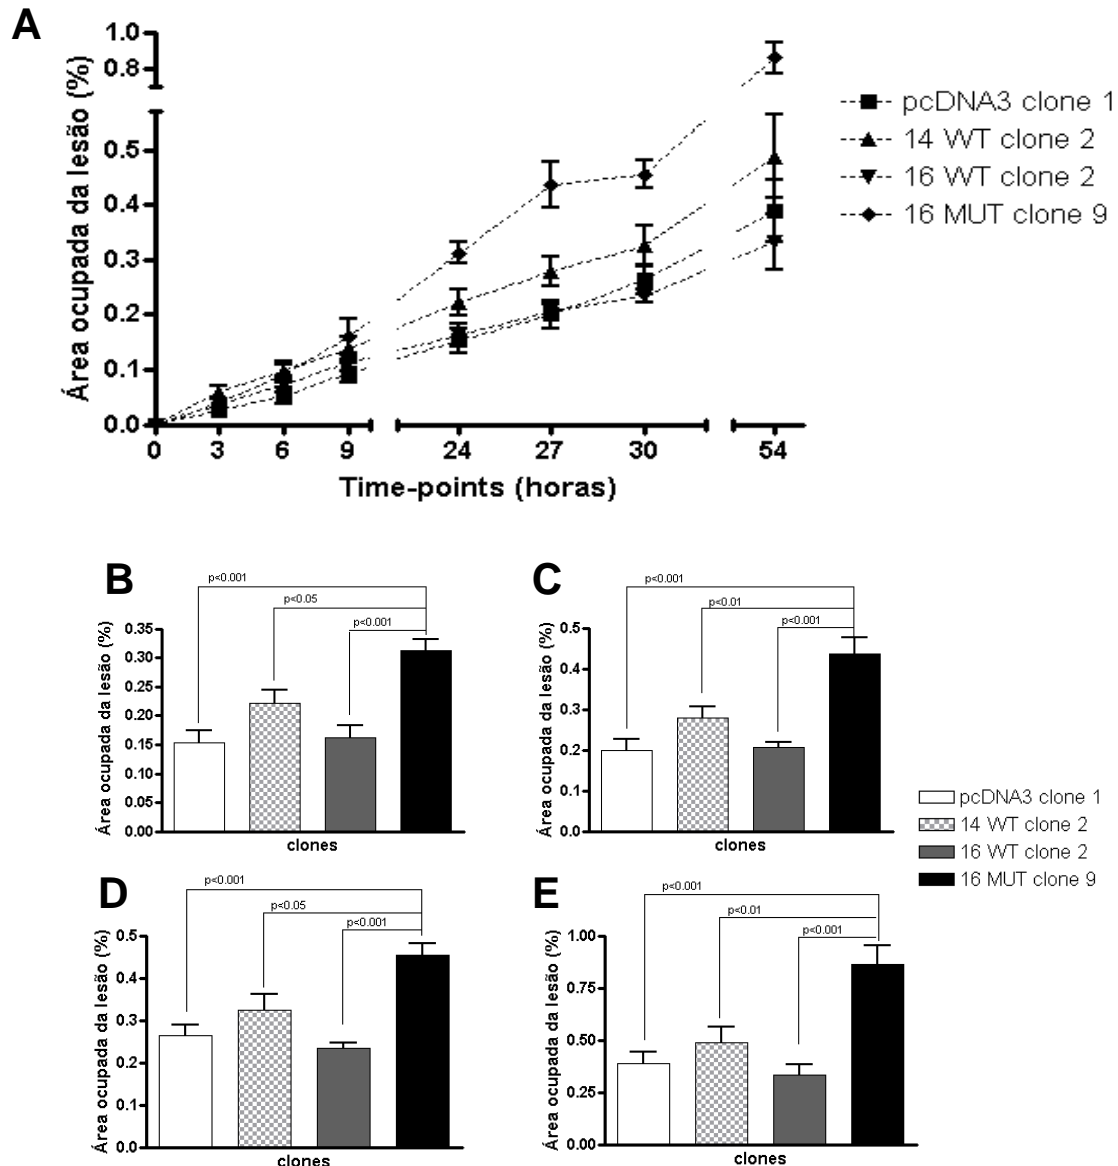 A
Área ocupada da lesão (%)
1.0
0.8
0.5
0.4
0.3
0.2
0.1
0.0
0 3 6 9 24 27 30 54
Time-points (horas)
pcDNA3 clone 1
14 WT clone 2
16 WT clone 2
16 MUT clone 9
B
p<0.001
p<0.05
p<0.001
Área ocupada da lesão (%)
0.35
0.30
0.25
0.20
0.15
0.10
0.05
0.00
clones
C
p<0.001
p<0.01
p<0.001
Área ocupada da lesão (%)
0.5
0.4
0.3
0.2
0.1
0.0
clones
pcDNA3 clone 1
14 WT clone 2
16 WT clone 2
16 MUT clone 9
D
p<0.001
p<0.05
p<0.001
Área ocupada da lesão (%)
0.5
0.4
0.3
0.2
0.1
0.0
clones
E
p<0.001
p<0.01
p<0.001
Área ocupada da lesão (%)
1.00
0.75
0.50
0.25
0.00
clones